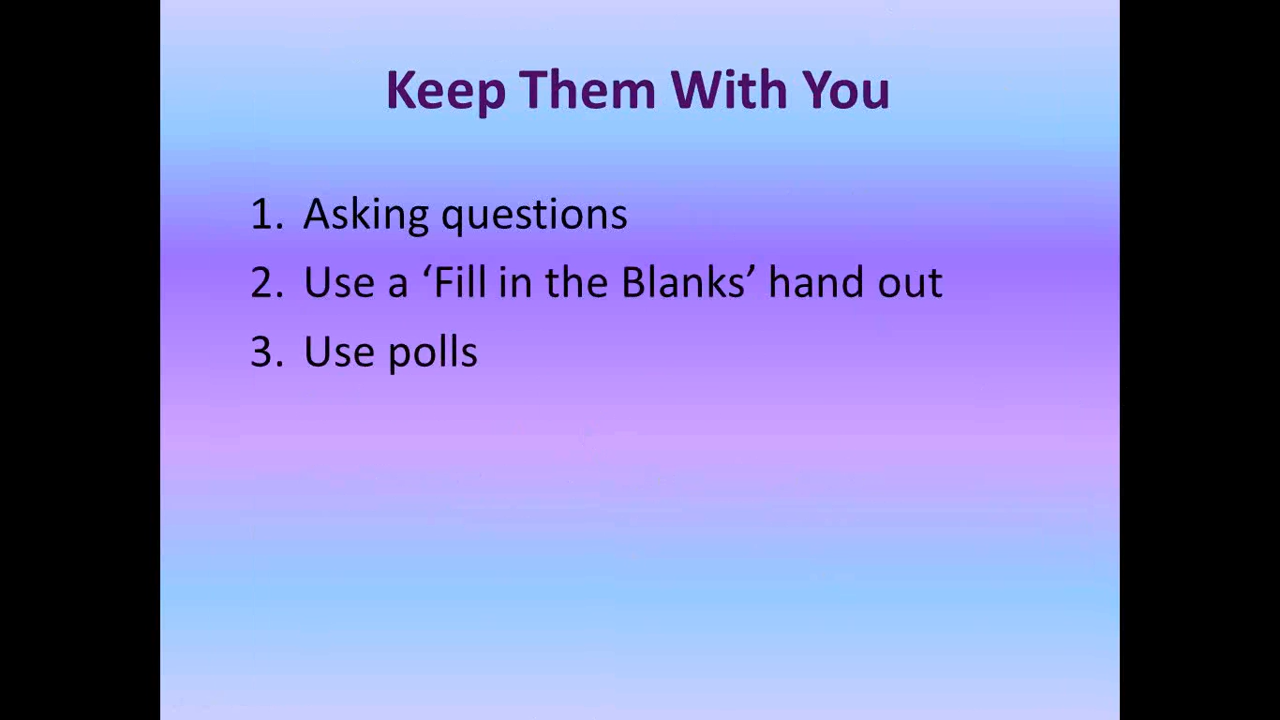 Keep Them With You
1. Asking questions
2. Use a ‘Fill in the Blanks’ hand out
3. Use polls